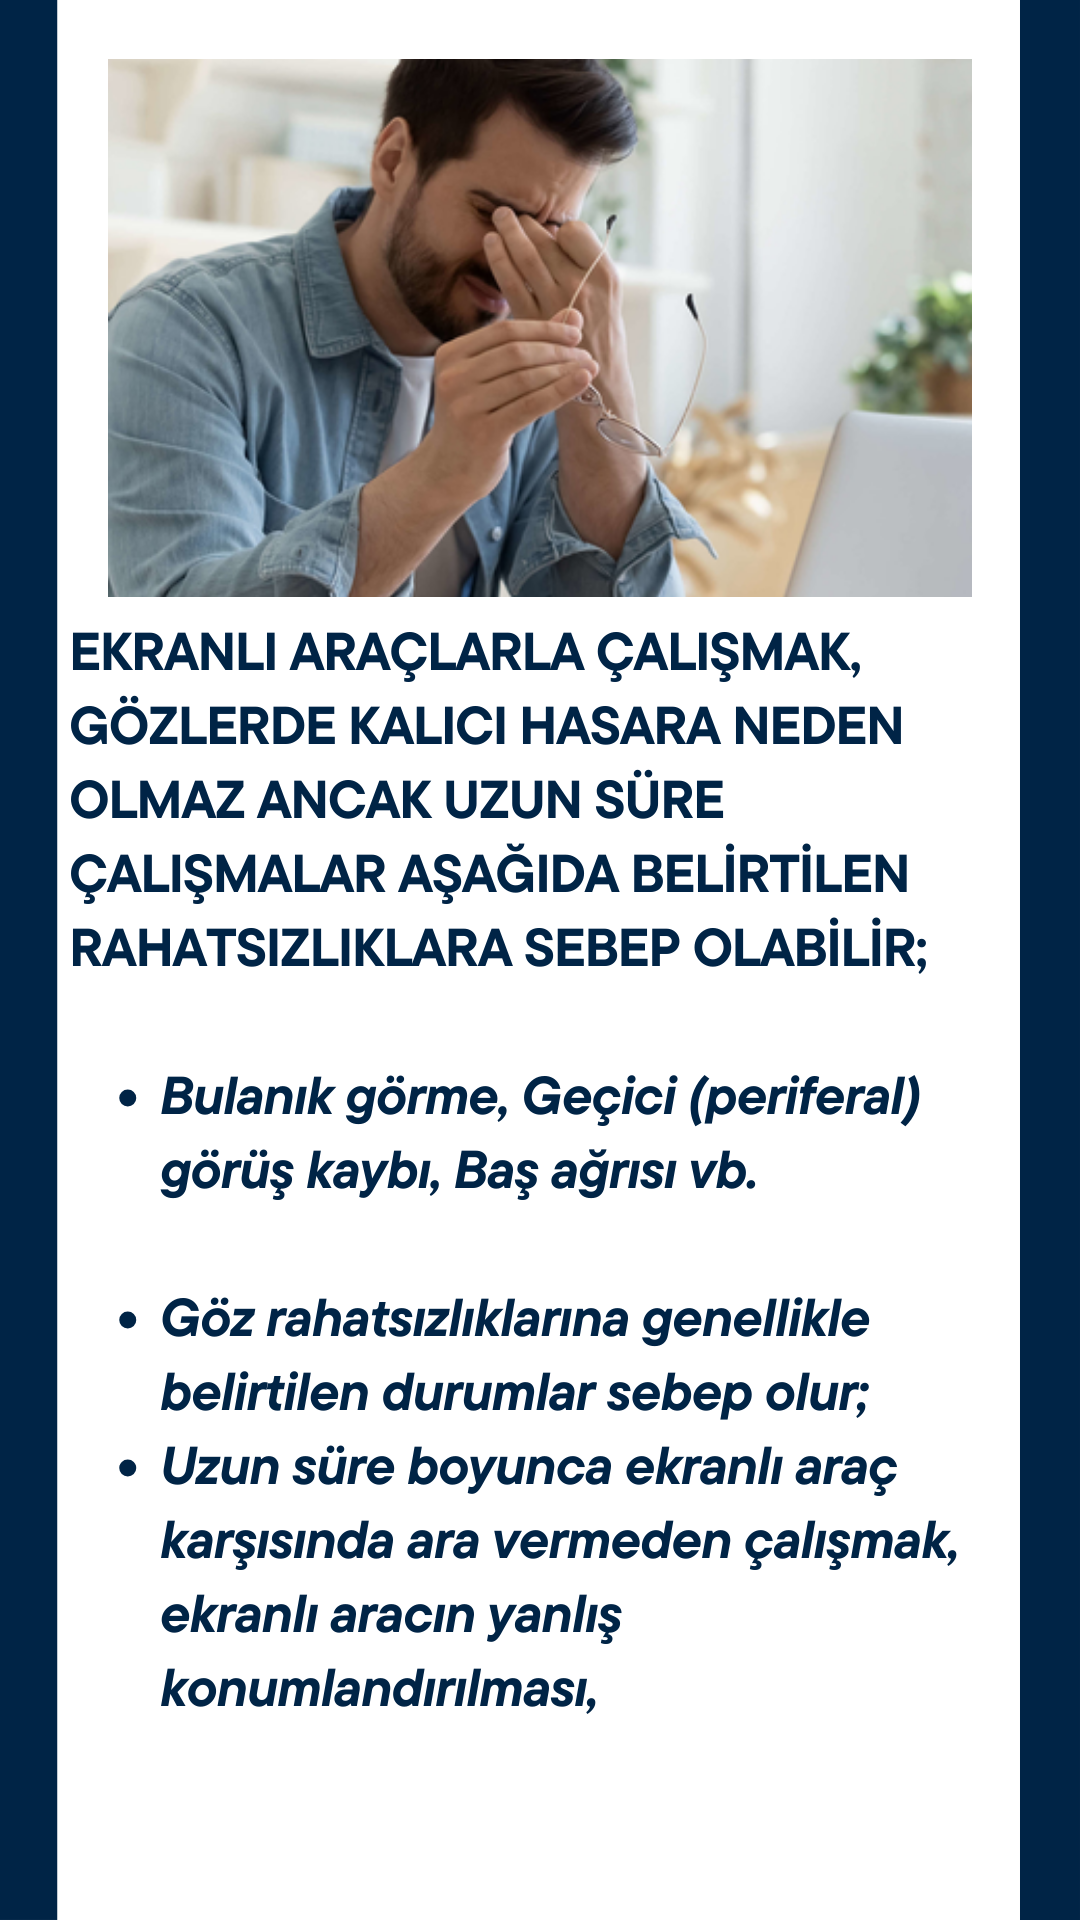 EKRANLI ARAÇLARLA ÇALIŞMAK,
GÖZLERDE KALICI HASARA NEDEN
OLMAZ ANCAK UZUN SÜRE
ÇALIŞMALAR AŞAĞIDA BELİRTİLEN
RAHATSIZLIKLARA SEBEP OLABİLİR;
• Bulanık görme, Geçici (periferal)
görüş kaybı, Baş ağrısı vb.
• Göz rahatsızlıklarına genellikle
belirtilen durumlar sebep olur;
• Uzun süre boyunca ekranlı araç
karşısında ara vermeden çalışmak,
ekranlı aracın yanlış
konumlandırılması,